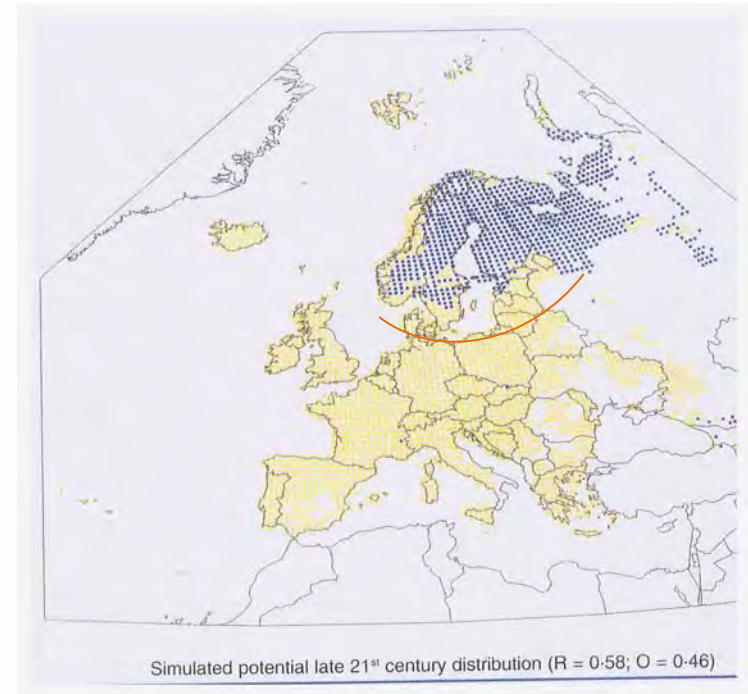 Simulated potential late 21st century distribution (R = 0·58; O = 0·46)